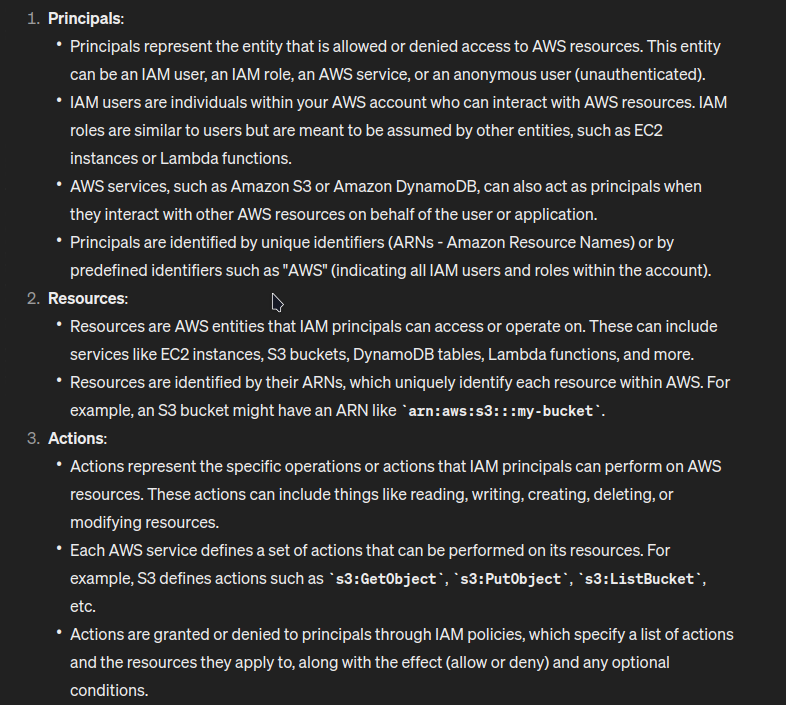 1. Principals:
• Principals represent the entity that is allowed or denied access to AWS resources. This entity
can be an IAM user, an IAM role, an AWS service, or an anonymous user (unauthenticated).
• IAM users are individuals within your AWS account who can interact with AWS resources. IAM
roles are similar to users but are meant to be assumed by other entities, such as EC2
instances or Lambda functions.
• AWS services, such as Amazon S3 or Amazon DynamoDB, can also act as principals when
they interact with other AWS resources on behalf of the user or application.
• Principals are identified by unique identifiers (ARNs - Amazon Resource Names) or by
predefined identifiers such as "AWS" (indicating all IAM users and roles within the account).
2. Resources:
• Resources are AWS entities that IAM principals can access or operate on. These can include
services like EC2 instances, S3 buckets, DynamoDB tables, Lambda functions, and more.
• Resources are identified by their ARNs, which uniquely identify each resource within AWS. For
example, an S3 bucket might have an ARN like `arn:aws:s3:::my-bucket`.
3. Actions:
• Actions represent the specific operations or actions that IAM principals can perform on AWS
resources. These actions can include things like reading, writing, creating, deleting, or
modifying resources.
• Each AWS service defines a set of actions that can be performed on its resources. For
example, S3 defines actions such as `s3:GetObject`, `s3:PutObject`, `s3:ListBucket`,
etc.
• Actions are granted or denied to principals through IAM policies, which specify a list of actions
and the resources they apply to, along with the effect (allow or deny) and any optional
conditions.